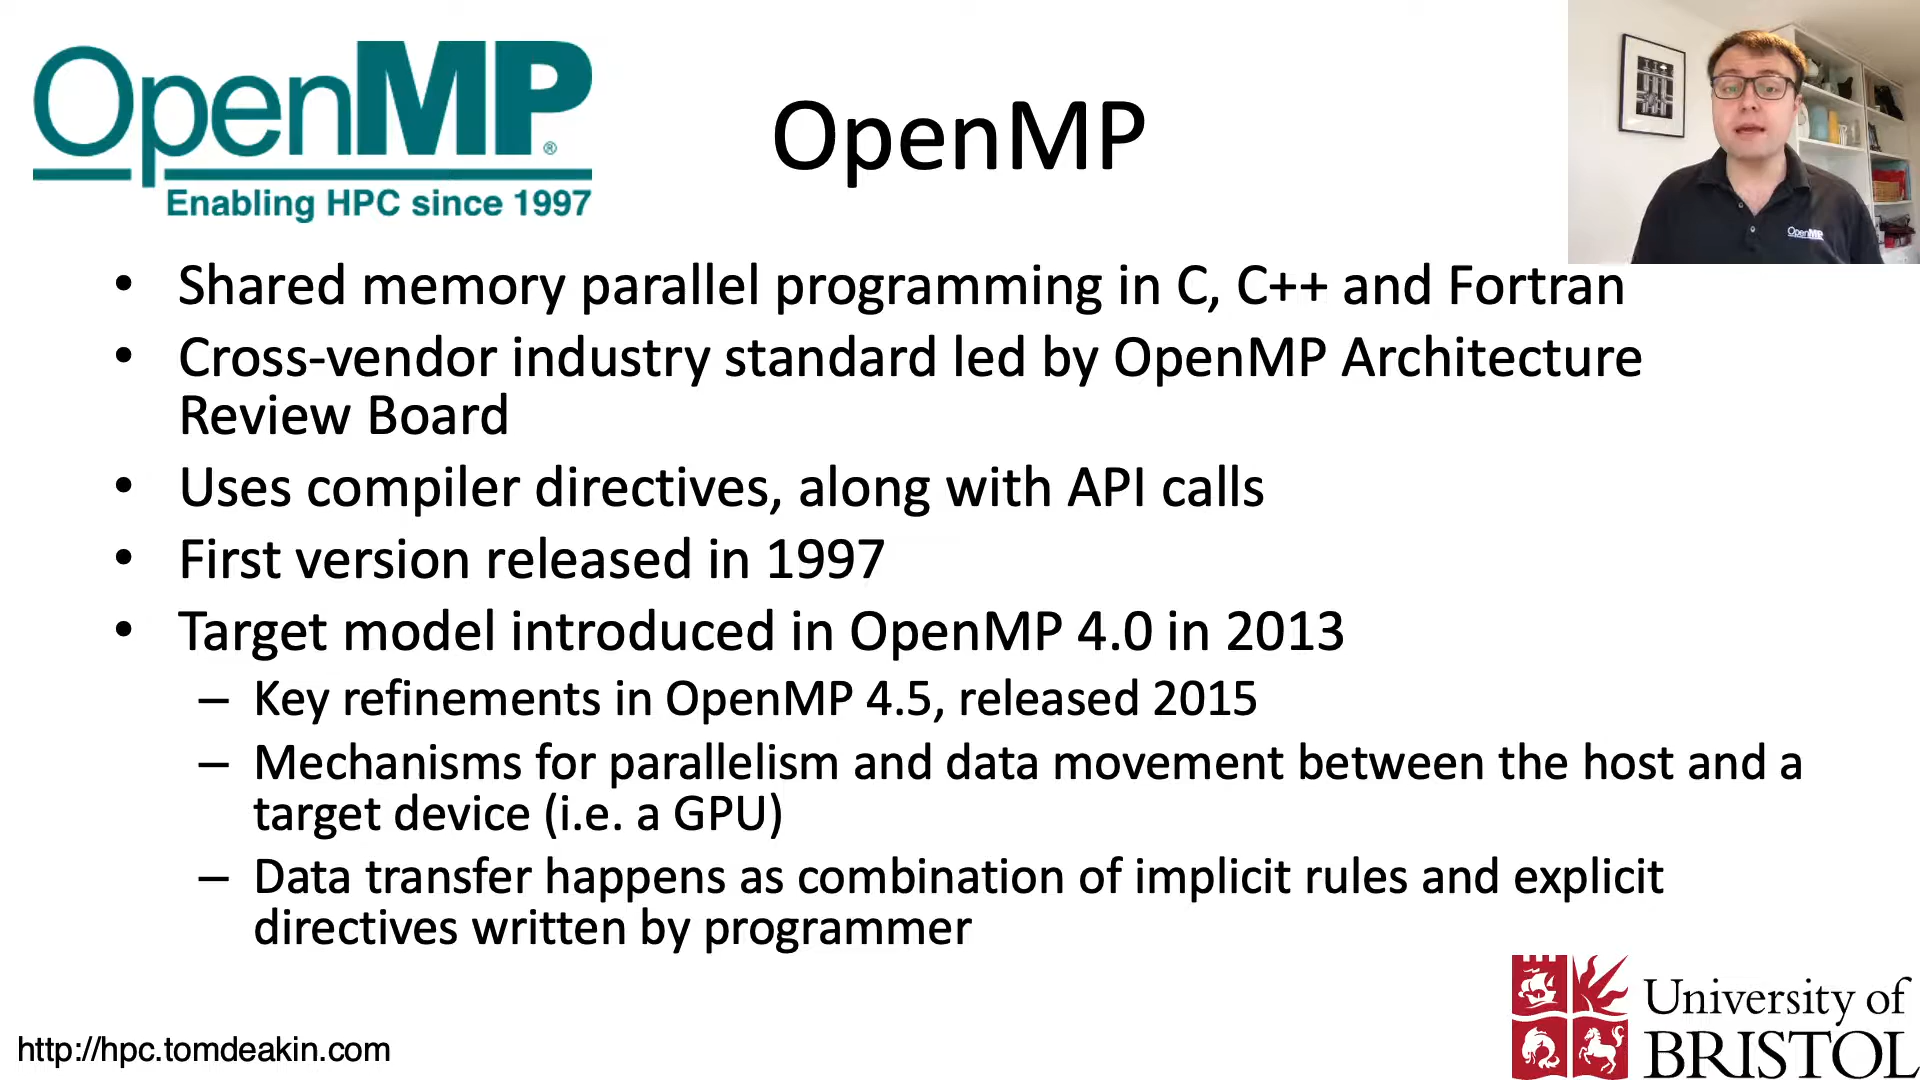 OpenMP®
Enabling HPC since 1997
OpenMP
OpenMP
• Shared memory parallel programming in C, C++ and Fortran
• Cross-vendor industry standard led by OpenMP Architecture
Review Board
• Uses compiler directives, along with API calls
• First version released in 1997
• Target model introduced in OpenMP 4.0 in 2013
– Key refinements in OpenMP 4.5, released 2015
– Mechanisms for parallelism and data movement between the host and a
target device (i.e. a GPU)
– Data transfer happens as combination of implicit rules and explicit
directives written by programmer
http://hpc.tomdeakin.com
University of
BRISTOL